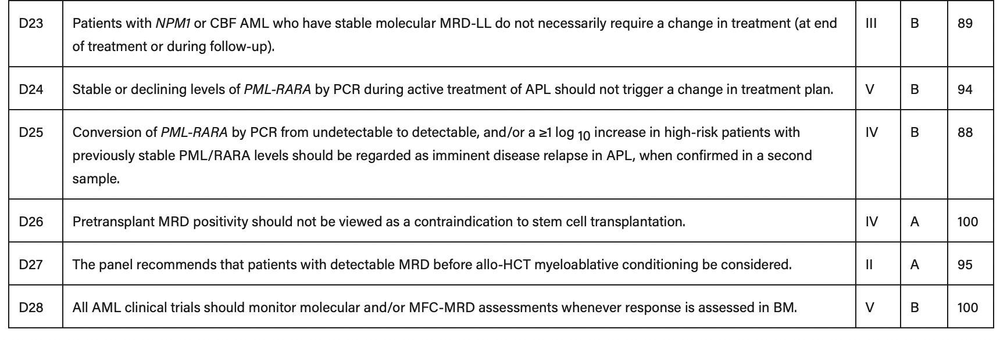 D23 Patients with NPM1 or CBF AML who have stable molecular MRD-LL do not necessarily require a change in treatment (at end III B 89
of treatment or during follow-up).
D24 Stable or declining levels of PML-RARA by PCR during active treatment of APL should not trigger a change in treatment plan. V B 94
D25 Conversion of PML-RARA by PCR from undetectable to detectable, and/or a ≥1 log 10 increase in high-risk patients with IV B 88
previously stable PML/RARA levels should be regarded as imminent disease relapse in APL, when confirmed in a second
sample.
D26 Pretransplant MRD positivity should not be viewed as a contraindication to stem cell transplantation. IV A 100
D27 The panel recommends that patients with detectable MRD before allo-HCT myeloablative conditioning be considered. II A 95
D28 All AML clinical trials should monitor molecular and/or MFC-MRD assessments whenever response is assessed in BM. V B 100